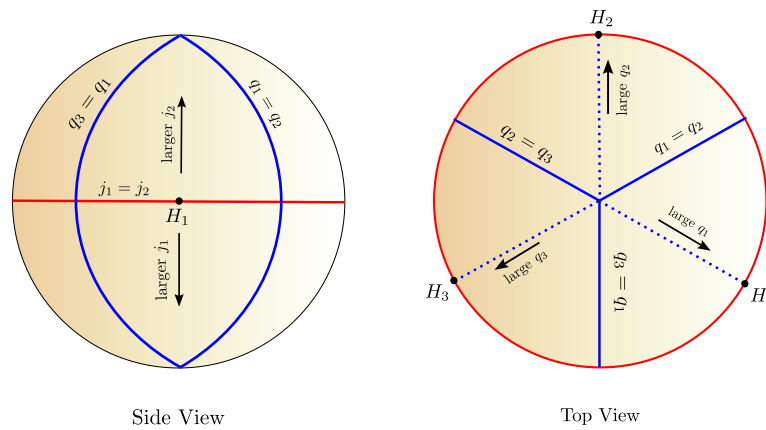 q₃ = q₁
q₁ = q₂
larger j₂
j₁ = j₂
H₁
larger j₁
Side View
H₂
large q₂
q₂ = q₃
q₁ = q₂
large q₁
large q₃
q₃ = q₁
H₃
H
Top View